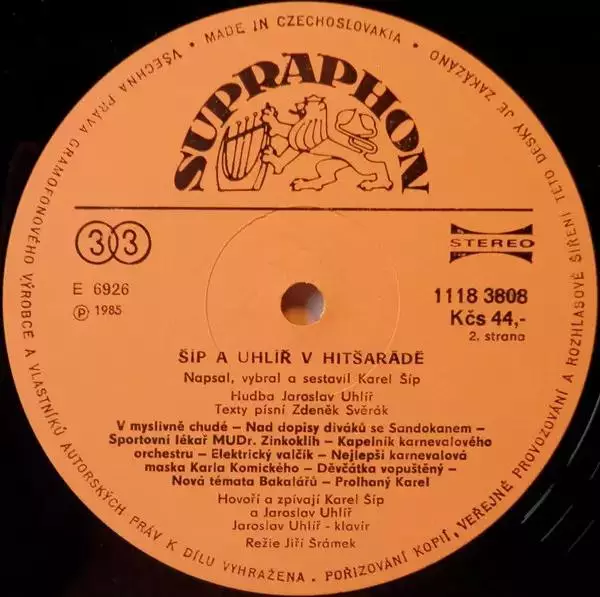 VŠECHNA PRÁVA GRAMOFONOVÉHO VÝROBCE A VLASTNÍKŮ AUTORSKÝCH PRÁV K DÍLU VYHRAŽENA · POŘIZOVÁNÍ KOPIÍ, VEŘEJNÉ PROVOZOVÁNÍ A ROZHLASOVÉ ŠÍŘENÍ TÉTO DESKY JE ZAKÁZÁNO
· MADE IN CZECHOSLOVAKIA ·
SUPRAPHON
33
STEREO
E 6926
℗ 1985
1118 3808
Kčs 44,-
2. strana
ŠÍP A UHLÍŘ V HITŠARÁDĚ
Napsal, vybral a sestavil Karel Šíp
Hudba Jaroslav Uhlíř
Texty písní Zdeněk Svěrák
V myslivně chudé – Nad dopisy diváků se Sandokanem –
Sportovní lékař MUDr. Zinkoklih – Kapelník karnevalového
orchestru – Elektrický valčík – Nejlepší karnevalová
maska Karla Komického – Děvčátka vopuštěný –
Nová témata Bakalářů – Prolhaný Karel
Hovoří a zpívají Karel Šíp
a Jaroslav Uhlíř
Jaroslav Uhlíř - klavír
Režie Jiří Šrámek